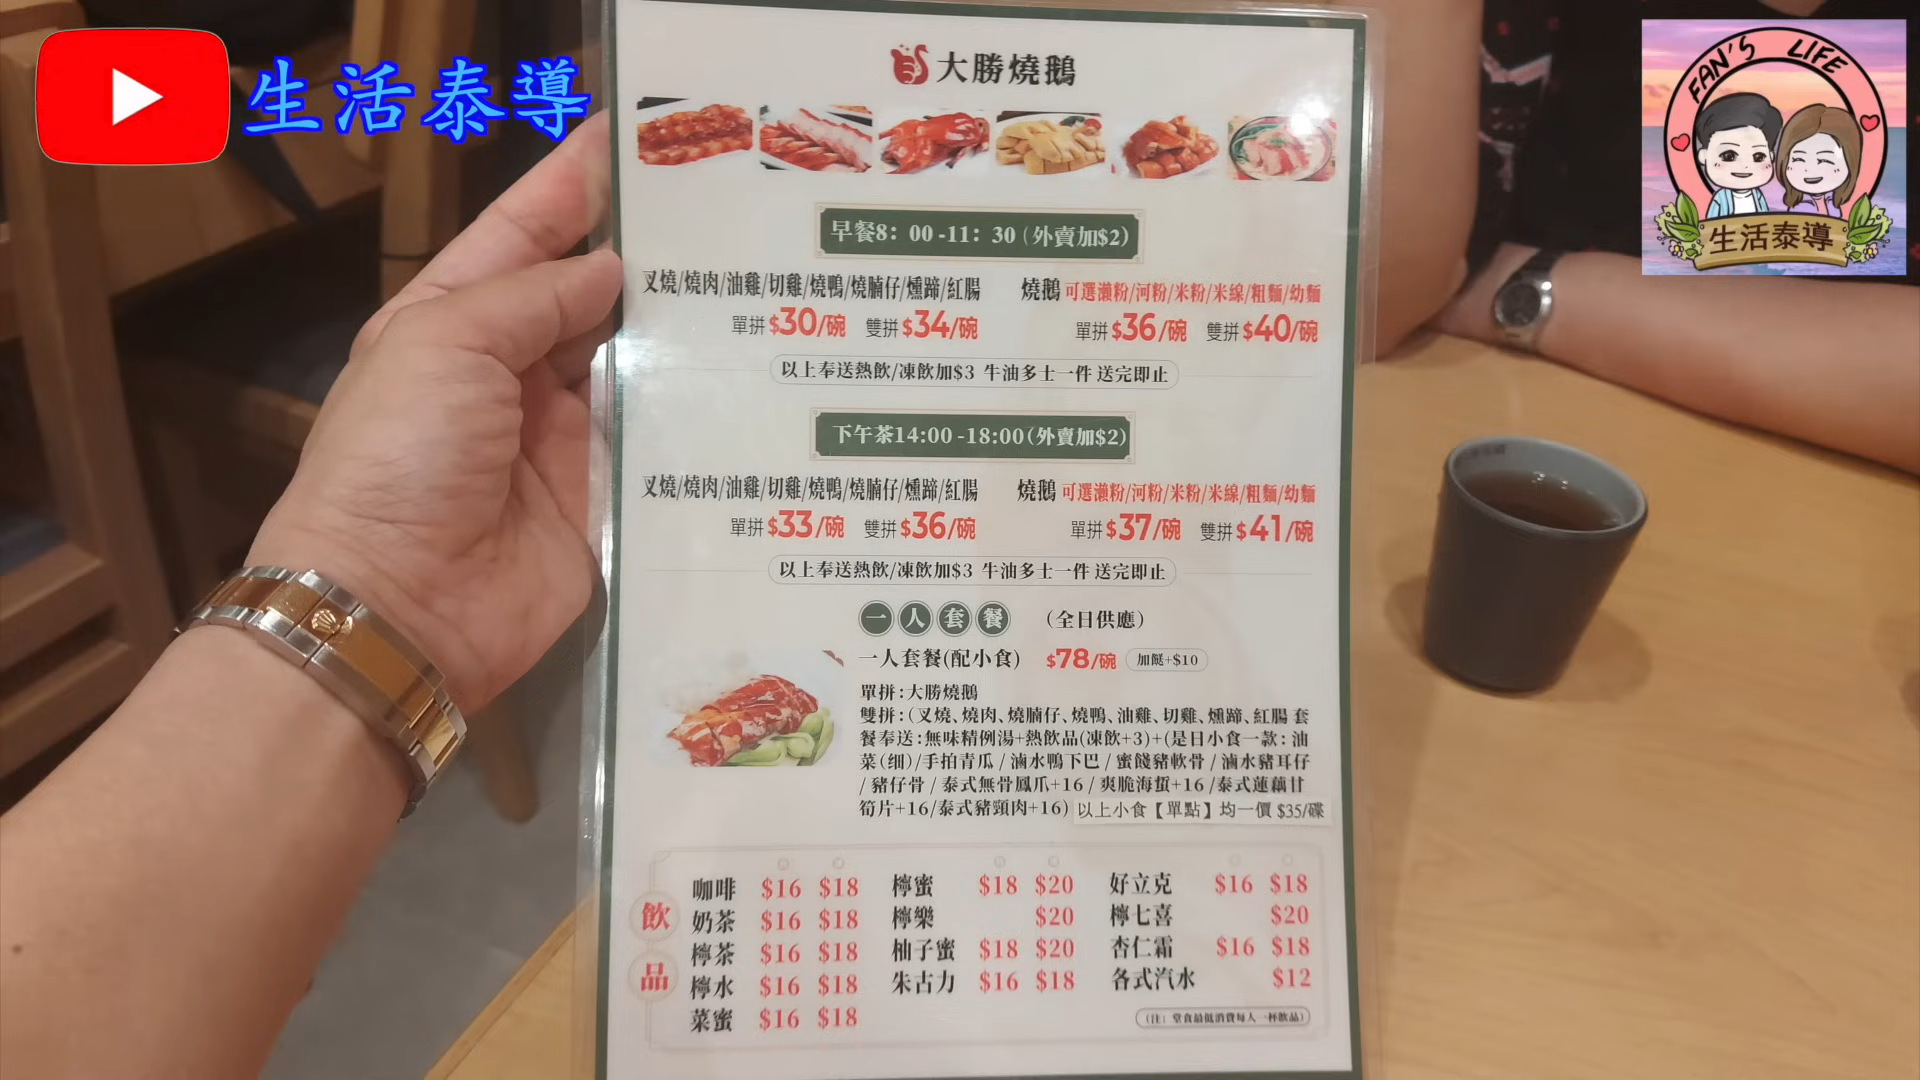 生活泰導
FAN'S LIFE
生活泰導
大勝燒鵝
早餐8：00-11：30（外賣加$2）
叉燒/燒肉/油雞/切雞/燒鴨/燒腩仔/燻蹄/紅腸 燒鵝 可選瀨粉/河粉/米粉/米線/粗麵/幼麵
單拼 $30/碗 雙拼 $34/碗 單拼 $36/碗 雙拼 $40/碗
以上奉送熱飲/凍飲加$3 牛油多士一件 送完即止
下午茶14:00-18:00(外賣加$2)
叉燒/燒肉/油雞/切雞/燒鴨/燒腩仔/燻蹄/紅腸 燒鵝 可選瀨粉/河粉/米粉/米線/粗麵/幼麵
單拼 $33/碗 雙拼 $36/碗 單拼 $37/碗 雙拼 $41/碗
以上奉送熱飲/凍飲加$3 牛油多士一件 送完即止
一人套餐 （全日供應）
一人套餐(配小食) $78/碗 加餸+$10
單拼:大勝燒鵝
雙拼:(叉燒、燒肉、燒腩仔、燒鴨、油雞、切雞、燻蹄、紅腸 套
餐奉送:無味精例湯+熱飲品(凍飲+3)+(是日小食一款: 油
菜(细)/手拍青瓜 / 滷水鴨下巴 / 蜜餞豬軟骨 / 滷水豬耳仔
/ 豬仔骨 / 泰式無骨鳳爪+16 / 爽脆海蜇+16 /泰式蓮藕甘
筍片+16/泰式豬頸肉+16) 以上小食【單點】均一價 $35/碟
飲品
咖啡 $16 $18 檸蜜 $18 $20 好立克 $16 $18
奶茶 $16 $18 檸樂 $20 檸七喜 $20
檸茶 $16 $18 柚子蜜 $18 $20 杏仁霜 $16 $18
檸水 $16 $18 朱古力 $16 $18 各式汽水 $12
菜蜜 $16 $18
(注: 堂食最低消費每人一杯飲品)